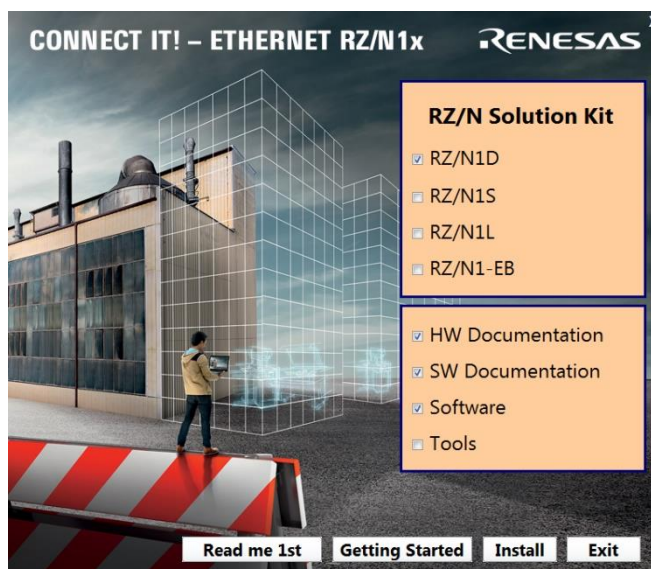 CONNECT IT! – ETHERNET RZ/N1x
RENESAS
RZ/N Solution Kit
RZ/N1D
RZ/N1S
RZ/N1L
RZ/N1-EB
HW Documentation
SW Documentation
Software
Tools
Read me 1st
Getting Started
Install
Exit